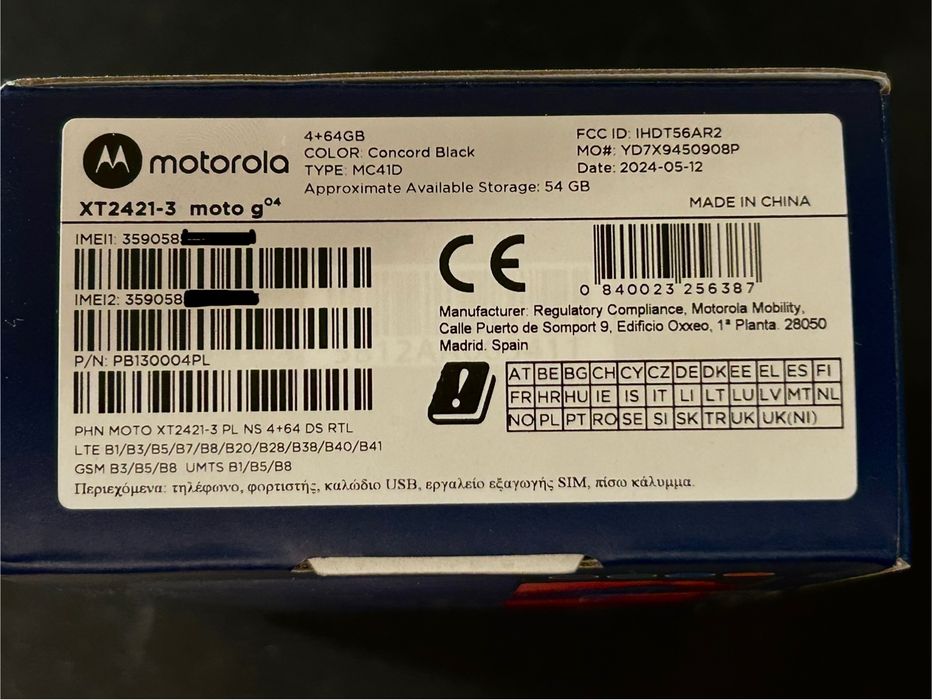 motorola
XT2421-3 moto g04
4+64GB
COLOR: Concord Black
TYPE: MC41D
Approximate Available Storage: 54 GB
FCC ID: IHDT56AR2
MO#: YD7X9450908P
Date: 2024-05-12
MADE IN CHINA
IMEI1: 359058
IMEI2: 359058
P/N: PB130004PL
PHN MOTO XT2421-3 PL NS 4+64 DS RTL
LTE B1/B3/B5/B7/B8/B20/B28/B38/B40/B41
GSM B3/B5/B8 UMTS B1/B5/B8
Περιεχόμενα: τηλέφωνο, φορτιστής, καλώδιο USB, εργαλείο εξαγωγής SIM, πίσω κάλυμμα.
CE
0 840023 256387
Manufacturer: Regulatory Compliance, Motorola Mobility,
Calle Puerto de Somport 9, Edificio Oxxeo, 1ª Planta. 28050
Madrid. Spain
AT BE BG CH CY CZ DE DK EE EL ES FI
FR HR HU IE IS IT LI LT LU LV MT NL
NO PL PT RO SE SI SK TR UK UK(NI)